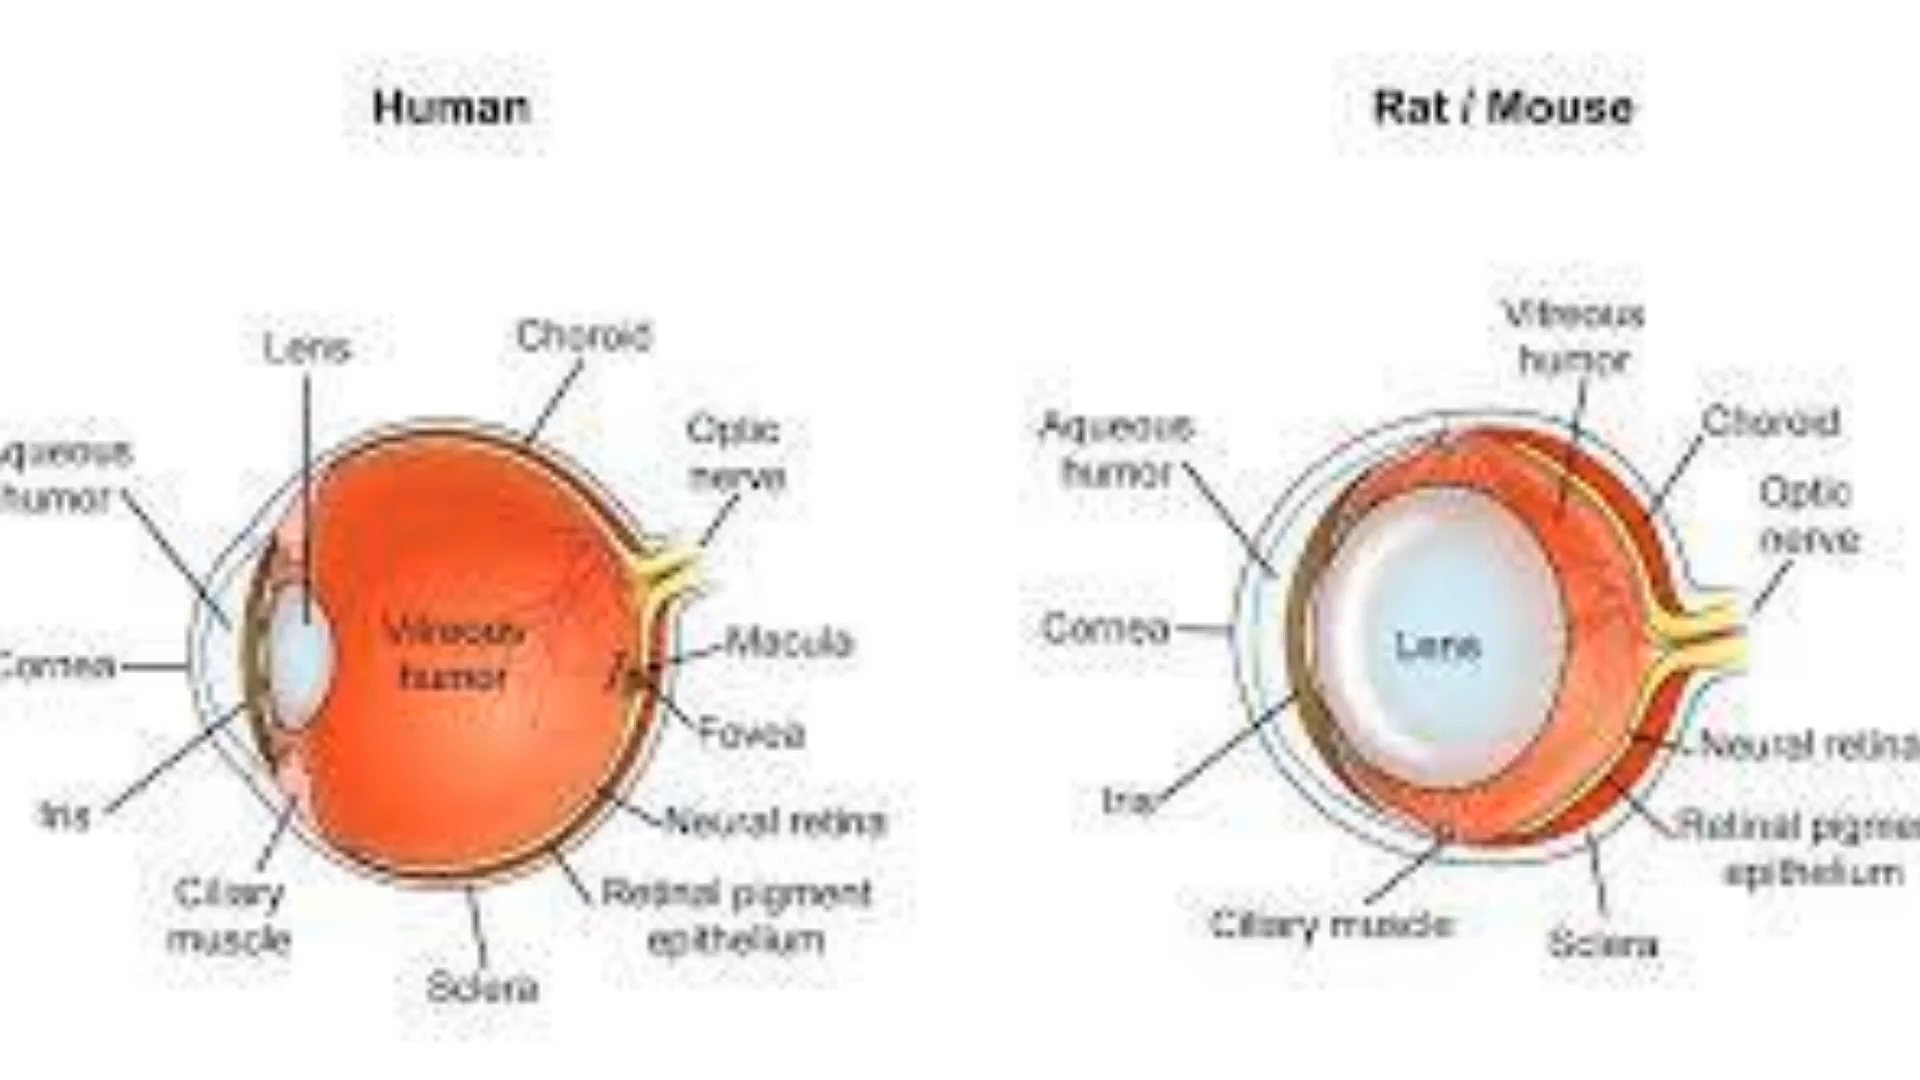 Human
Rat / Mouse
Lens
Choroid
queous
humor
Optic
nerve
Cornea
Vitreous
humor
Macula
Fovea
Iris
Neural retina
Ciliary
muscle
Retinal pigment
epithelium
Sclera
Vitreous
humor
Aqueous
humor
Choroid
Optic
nerve
Cornea
Lens
Neural retina
Iris
Retinal pigmen
epithelium
Ciliary muscle
Sclera